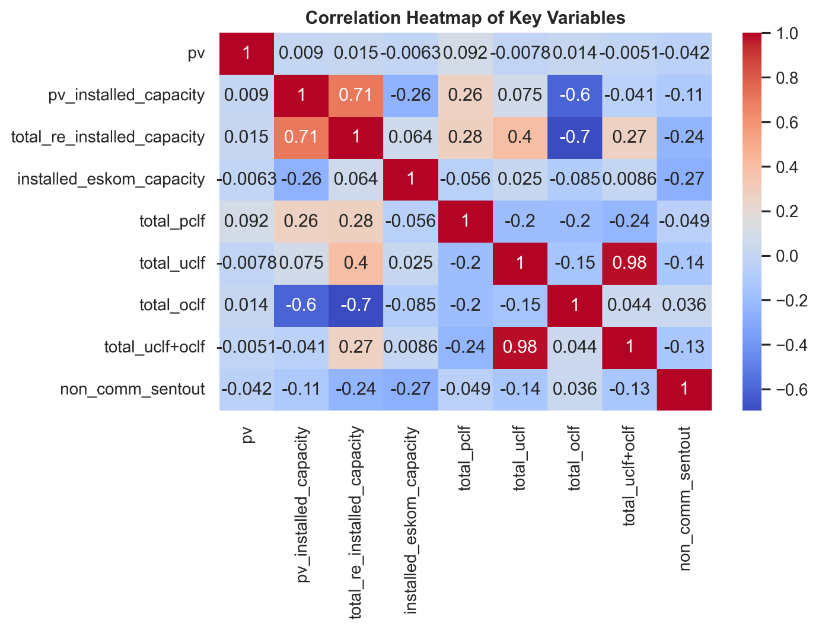 Correlation Heatmap of Key Variables
pv 1 0.009 0.015 -0.0063 0.092 -0.0078 0.014 -0.0051 -0.042
pv_installed_capacity 0.009 1 0.71 -0.26 0.26 0.075 -0.6 -0.041 -0.11
total_re_installed_capacity 0.015 0.71 1 0.064 0.28 0.4 -0.7 0.27 -0.24
installed_eskom_capacity -0.0063 -0.26 0.064 1 -0.056 0.025 -0.085 0.0086 -0.27
total_pclf 0.092 0.26 0.28 -0.056 1 -0.2 -0.2 -0.24 -0.049
total_uclf -0.0078 0.075 0.4 0.025 -0.2 1 -0.15 0.98 -0.14
total_oclf 0.014 -0.6 -0.7 -0.085 -0.2 -0.15 1 0.044 0.036
total_uclf+oclf -0.0051 -0.041 0.27 0.0086 -0.24 0.98 0.044 1 -0.13
non_comm_sentout -0.042 -0.11 -0.24 -0.27 -0.049 -0.14 0.036 -0.13 1
pv
pv_installed_capacity
total_re_installed_capacity
installed_eskom_capacity
total_pclf
total_uclf
total_oclf
total_uclf+oclf
non_comm_sentout
1.0
0.8
0.6
0.4
0.2
0.0
−0.2
−0.4
−0.6